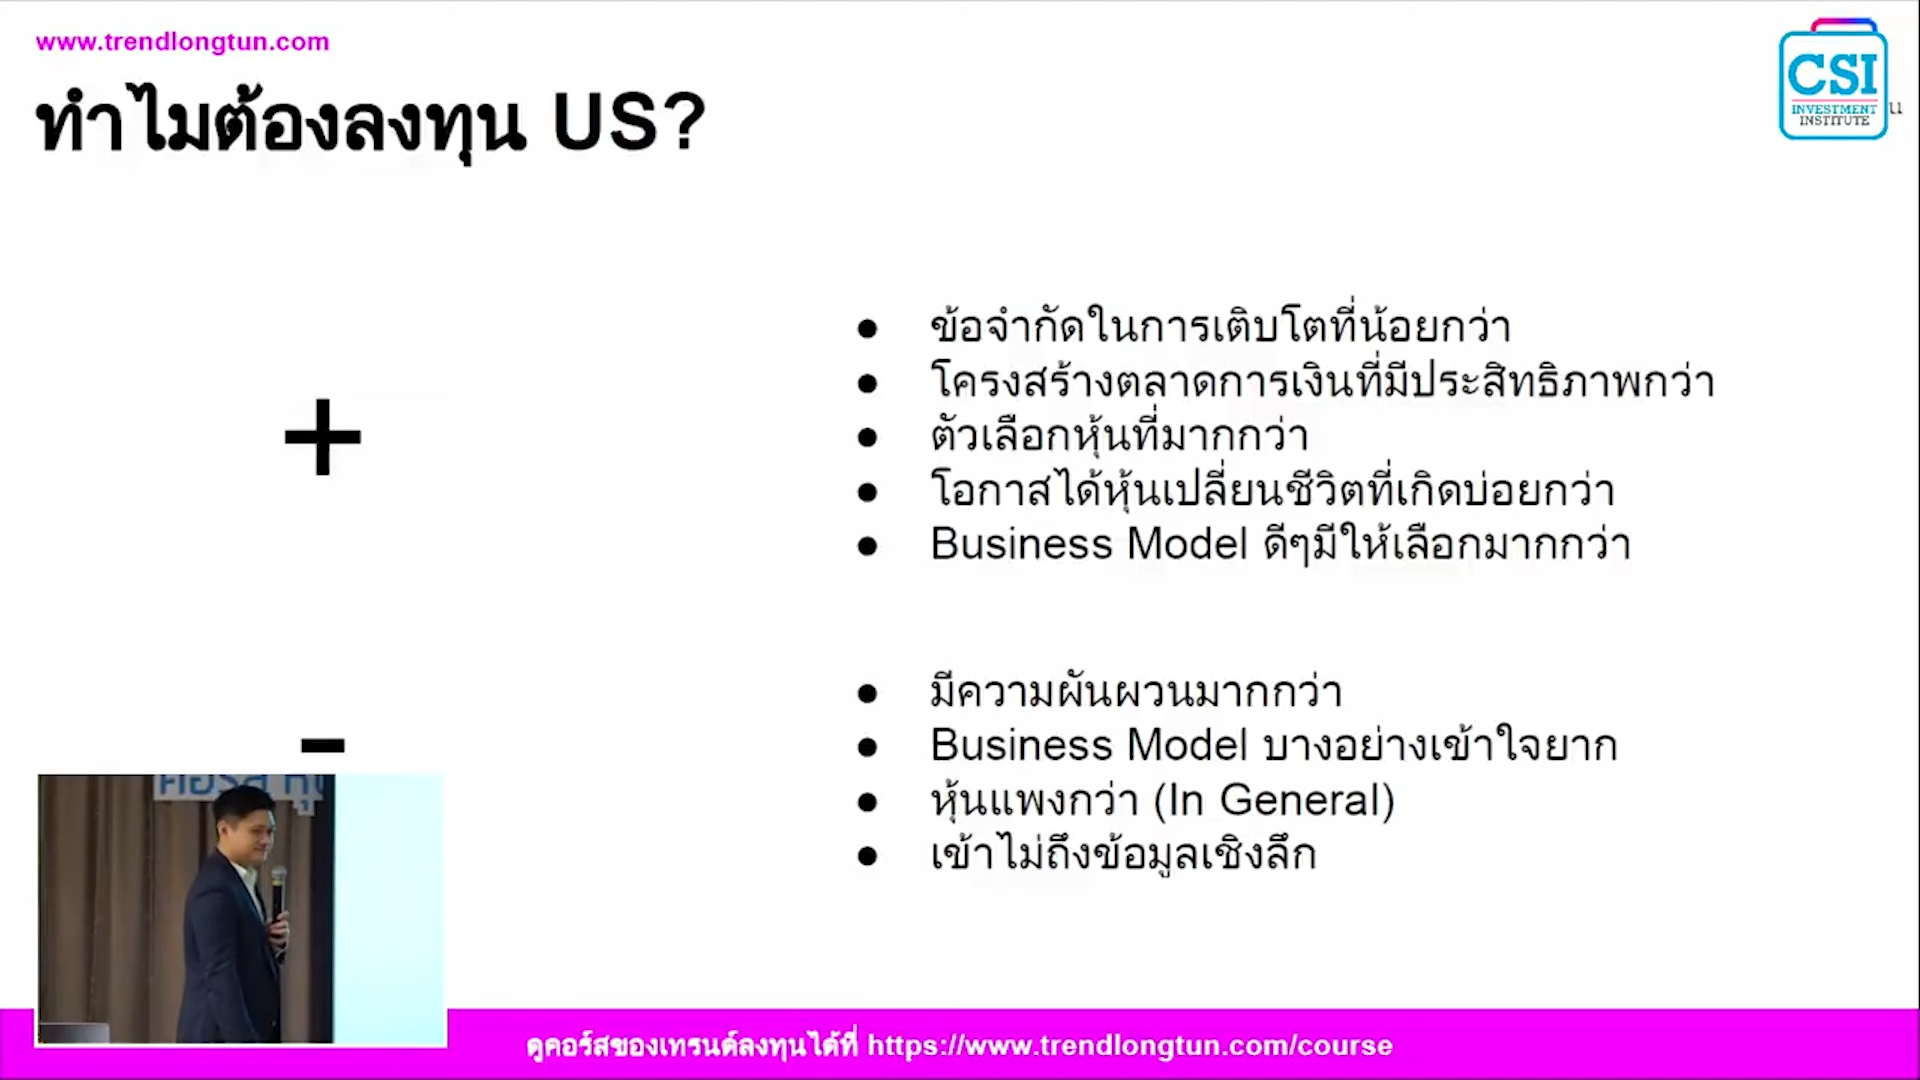 www.trendlongtun.com
CSI
INVESTMENT
INSTITUTE
ทำไมต้องลงทุน US?
+
● ข้อจำกัดในการเติบโตที่น้อยกว่า
● โครงสร้างตลาดการเงินที่มีประสิทธิภาพกว่า
● ตัวเลือกหุ้นที่มากกว่า
● โอกาสได้หุ้นเปลี่ยนชีวิตที่เกิดบ่อยกว่า
● Business Model ดีๆมีให้เลือกมากกว่า
-
● มีความผันผวนมากกว่า
● Business Model บางอย่างเข้าใจยาก
● หุ้นแพงกว่า (In General)
● เข้าไม่ถึงข้อมูลเชิงลึก
ดูคอร์สของเทรนด์ลงทุนได้ที่ https://www.trendlongtun.com/course